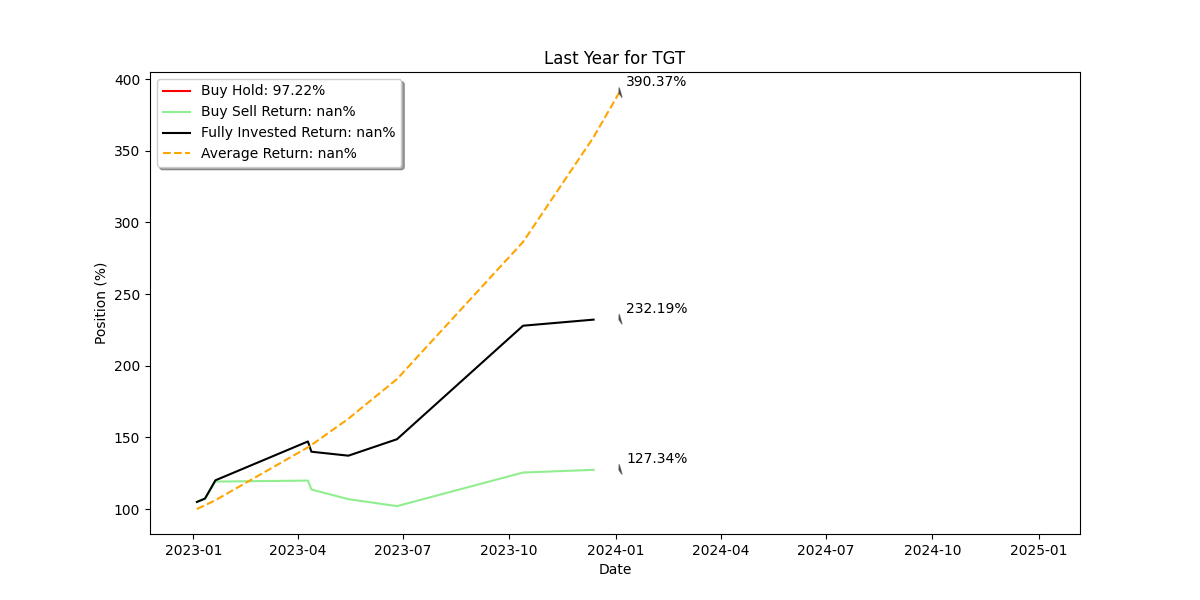 Last Year for TGT
Buy Hold: 97.22%
Buy Sell Return: nan%
Fully Invested Return: nan%
Average Return: nan%
390.37%
232.19%
127.34%
400
350
300
250
200
150
100
Position (%)
2023-01 2023-04 2023-07 2023-10 2024-01 2024-04 2024-07 2024-10 2025-01
Date